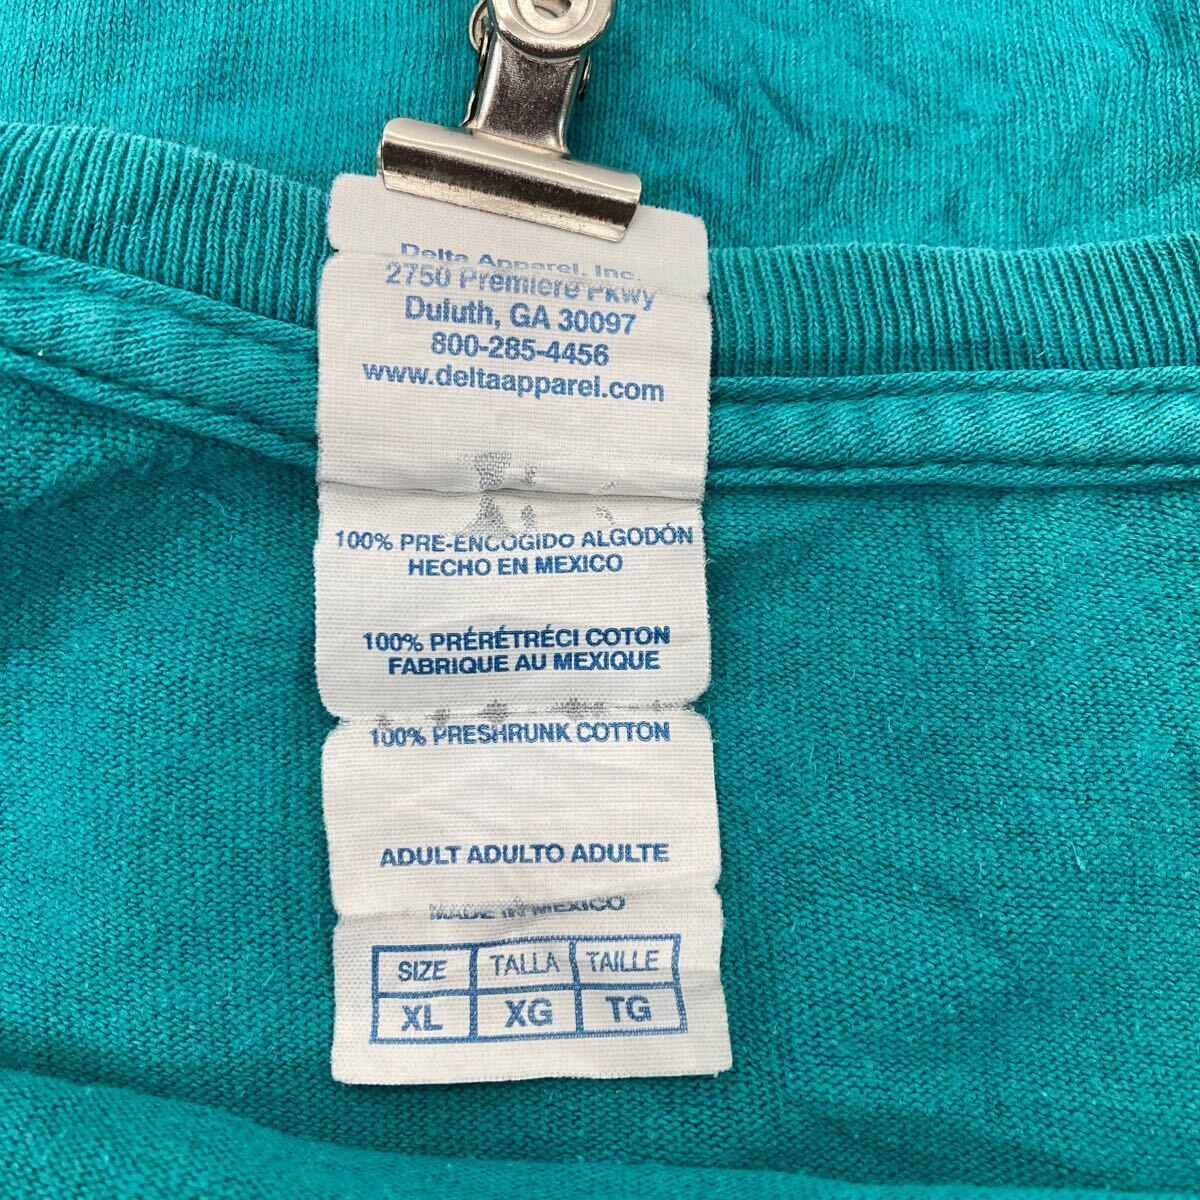 Delta Apparel, Inc.
2750 Premiere Pkwy
Duluth, GA 30097
800-285-4456
www.deltaapparel.com
100% PRE-ENCOGIDO ALGODÓN
HECHO EN MEXICO
100% PRÉRÉTRÉCI COTON
FABRIQUE AU MEXIQUE
100% PRESHRUNK COTTON
ADULT ADULTO ADULTE
MADE IN MEXICO
SIZE TALLA TAILLE
XL XG TG